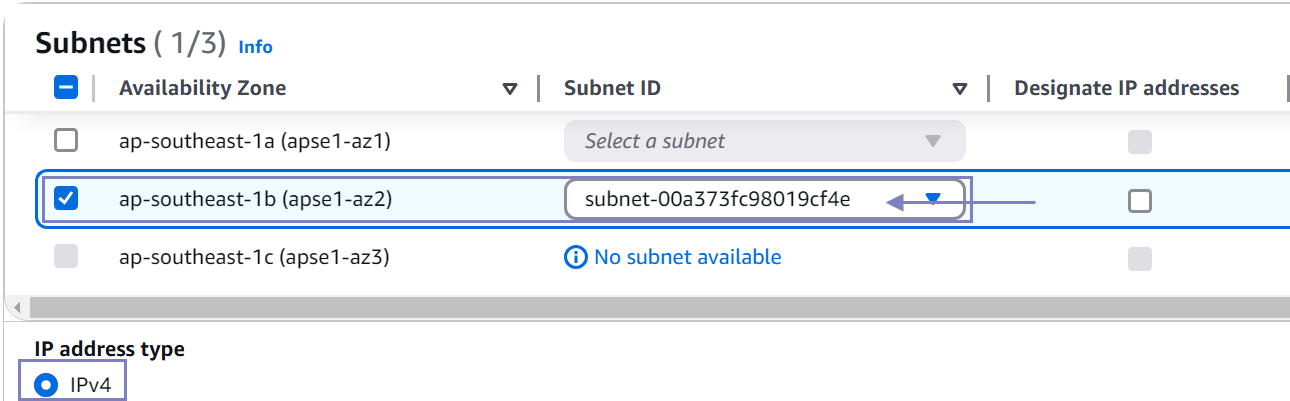 Subnets ( 1/3) Info
Availability Zone Subnet ID Designate IP addresses
ap-southeast-1a (apse1-az1) Select a subnet
ap-southeast-1b (apse1-az2) subnet-00a373fc98019cf4e
ap-southeast-1c (apse1-az3) No subnet available
IP address type
IPv4